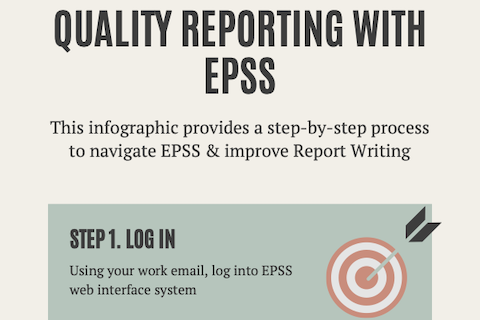 QUALITY REPORTING WITH
EPSS
This infographic provides a step-by-step process
to navigate EPSS & improve Report Writing
STEP 1. LOG IN
Using your work email, log into EPSS
web interface system